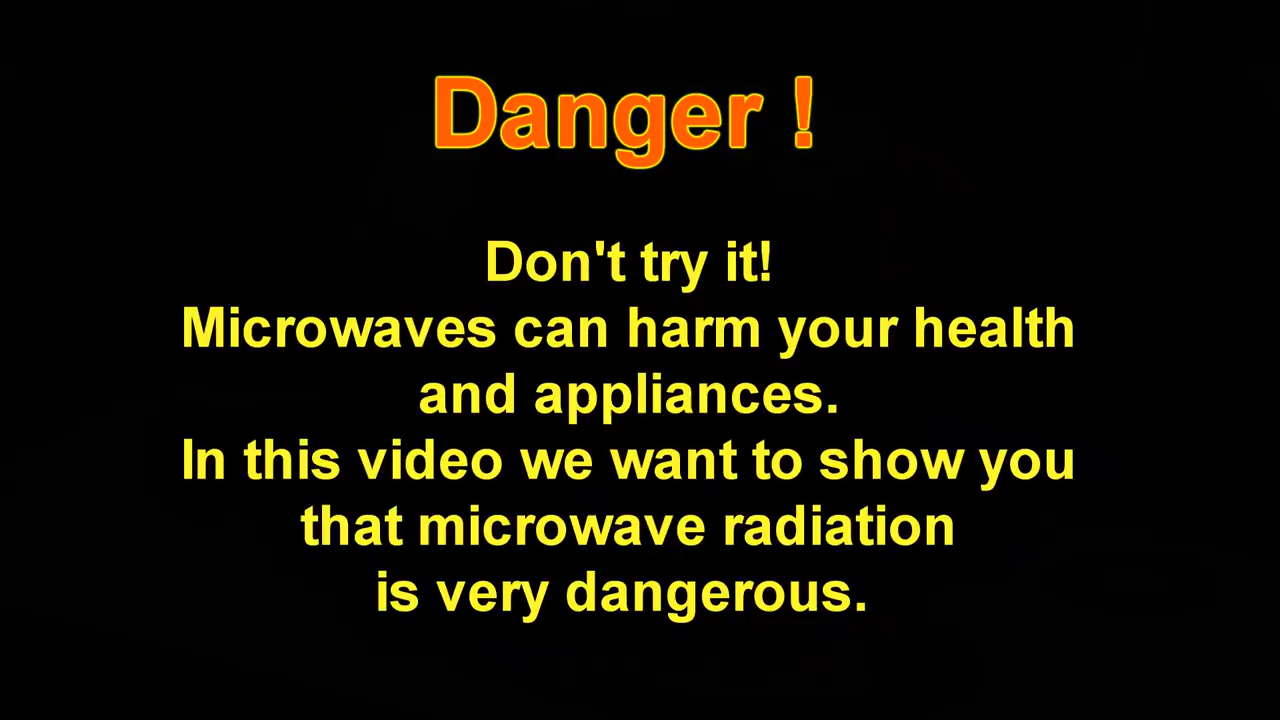 Danger !
Don't try it!
Microwaves can harm your health
and appliances.
In this video we want to show you
that microwave radiation
is very dangerous.